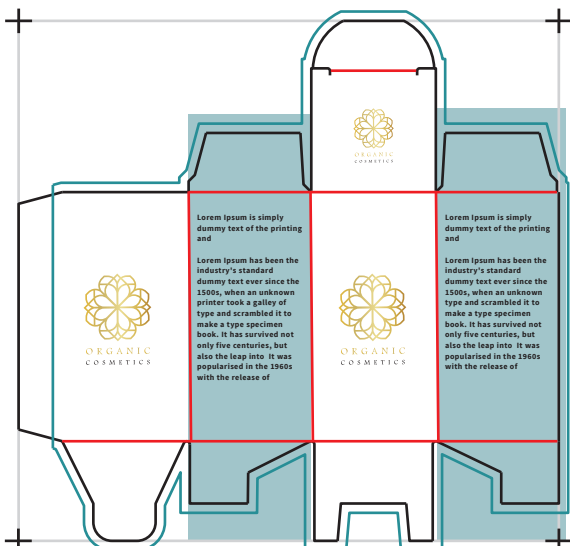 ORGANIC
COSMETICS
Lorem Ipsum is simply
dummy text of the printing
and
Lorem Ipsum has been the
industry's standard
dummy text ever since the
1500s, when an unknown
printer took a galley of
type and scrambled it to
make a type specimen
book. It has survived not
only five centuries, but
also the leap into It was
popularised in the 1960s
with the release of
ORGANIC
COSMETICS
ORGANIC
COSMETICS
Lorem Ipsum is simply
dummy text of the printing
and
Lorem Ipsum has been the
industry's standard
dummy text ever since the
1500s, when an unknown
type and scrambled it to
make a type specimen
book. It has survived not
only five centuries, but
also the leap into It was
popularised in the 1960s
with the release of